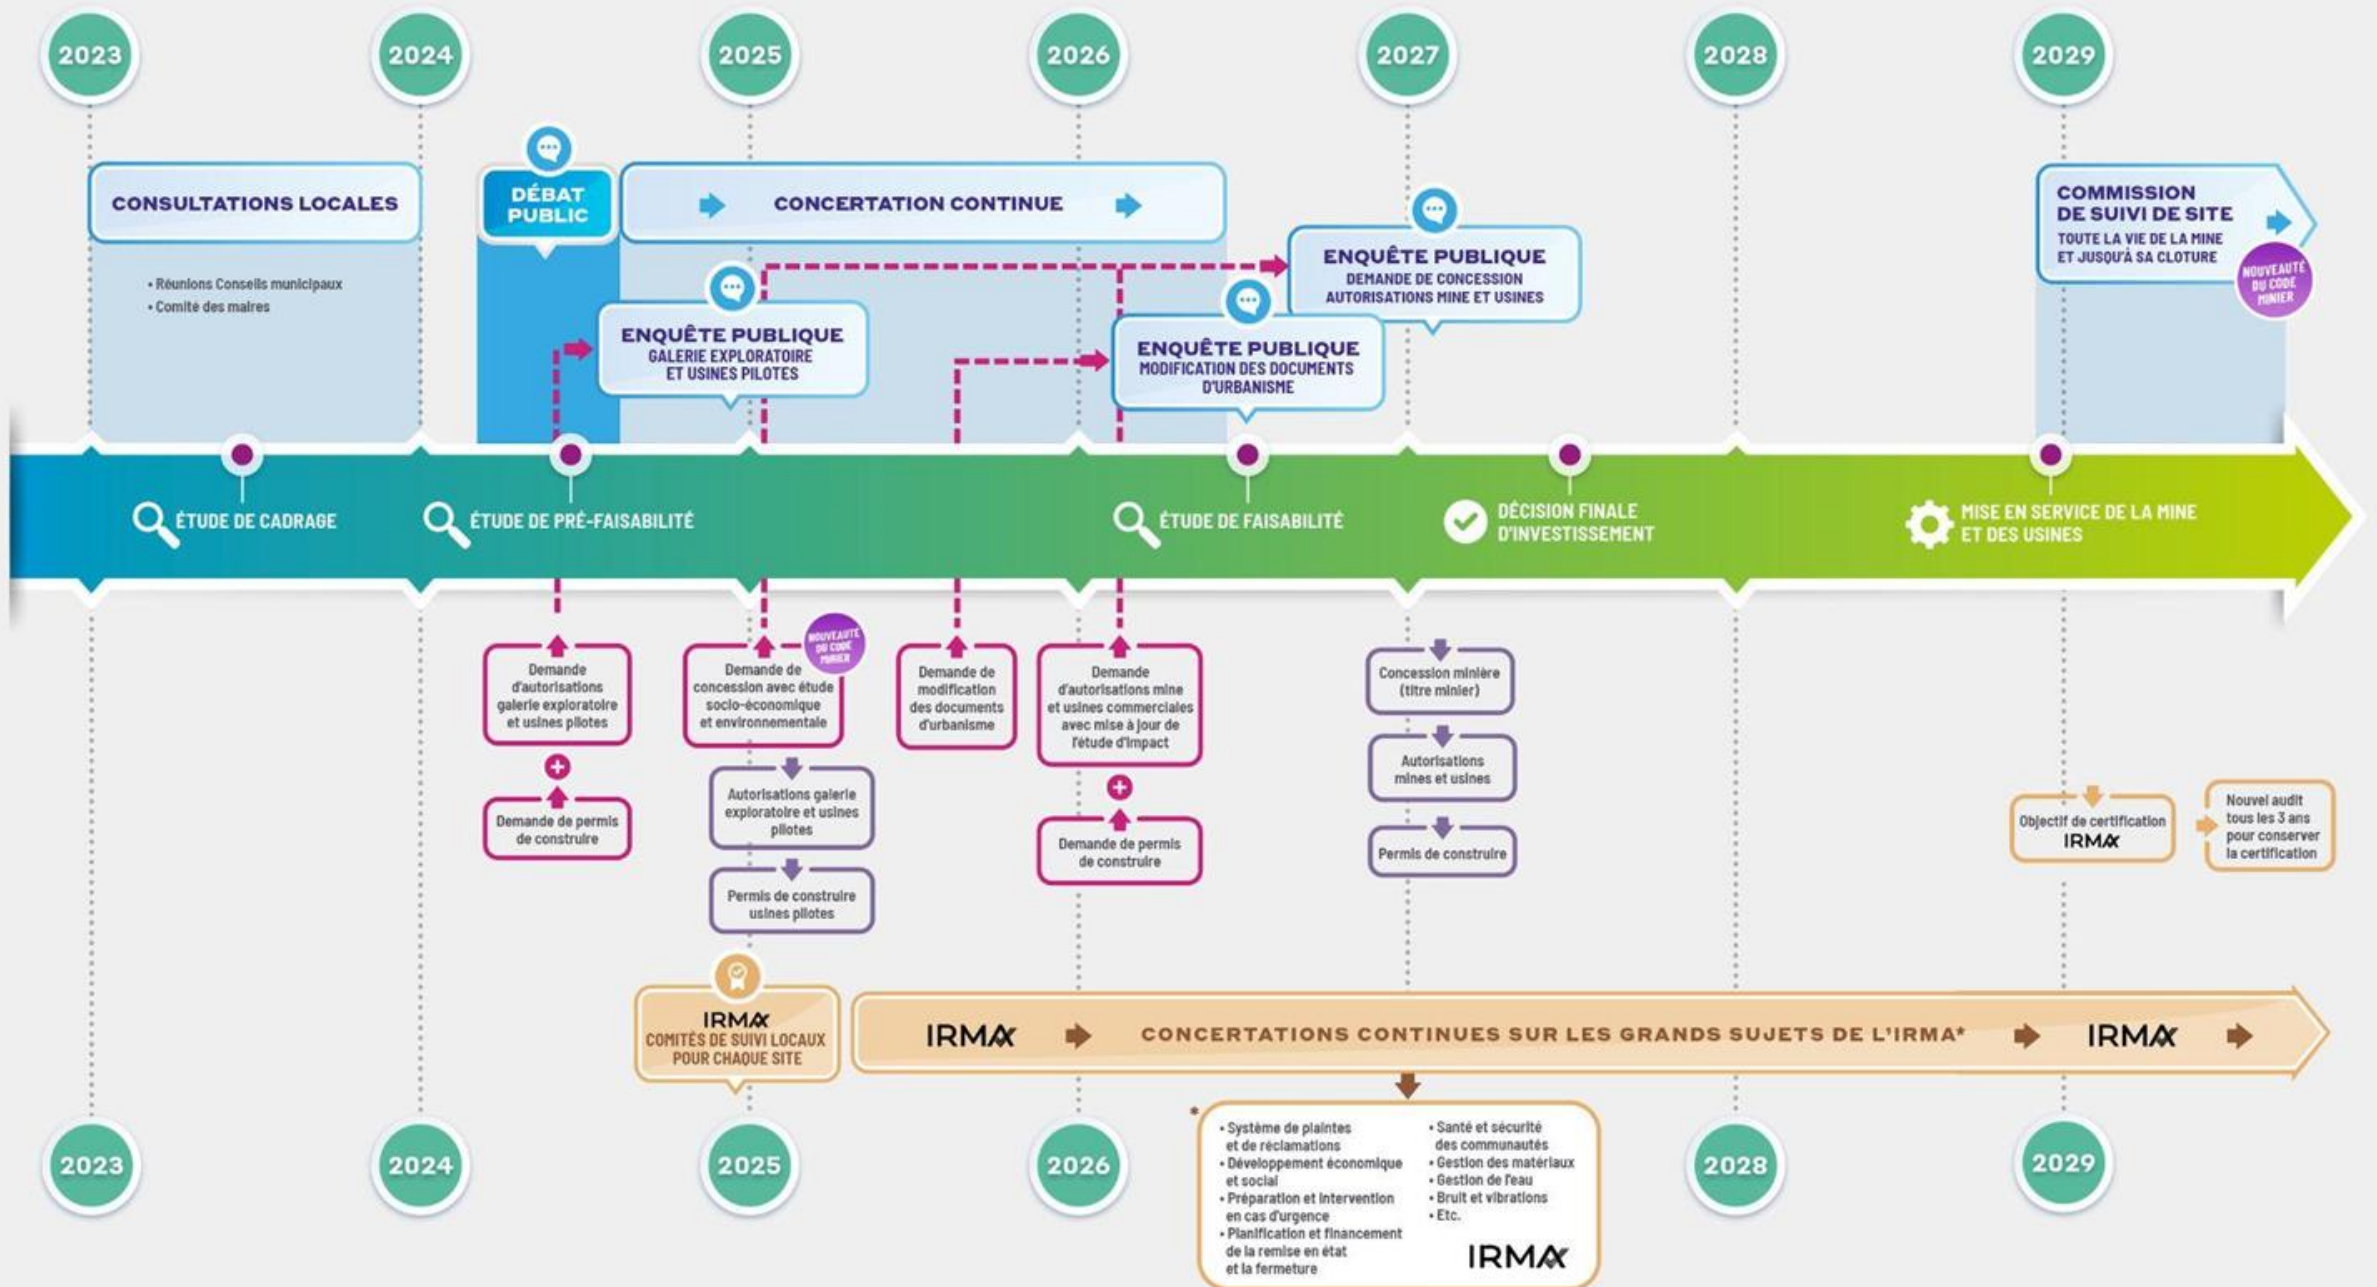 2023
2024
2025
2026
2027
2028
2029
CONSULTATIONS LOCALES
• Réunions Conseils municipaux
• Comité des maires
DÉBAT
PUBLIC
CONCERTATION CONTINUE
ENQUÊTE PUBLIQUE
GALERIE EXPLORATOIRE
ET USINES PILOTES
ENQUÊTE PUBLIQUE
MODIFICATION DES DOCUMENTS
D'URBANISME
ENQUÊTE PUBLIQUE
DEMANDE DE CONCESSION
AUTORISATIONS MINE ET USINES
COMMISSION
DE SUIVI DE SITE
TOUTE LA VIE DE LA MINE
ET JUSQU'À SA CLOTURE
NOUVEAUTÉ
DU CODE
MINIER
ÉTUDE DE CADRAGE
ÉTUDE DE PRÉ-FAISABILITÉ
ÉTUDE DE FAISABILITÉ
DÉCISION FINALE
D'INVESTISSEMENT
MISE EN SERVICE DE LA MINE
ET DES USINES
Demande
d'autorisations
galerie exploratoire
et usines pilotes
Demande de permis
de construire
NOUVEAUTÉ
DU CODE
MINIER
Demande de
concession avec étude
socio-économique
et environnementale
Autorisations galerie
exploratoire et usines
pilotes
Permis de construire
usines pilotes
Demande de
modification
des documents
d'urbanisme
Demande
d'autorisations mine
et usines commerciales
avec mise à jour de
l'étude d'impact
Demande de permis
de construire
Concession minière
(titre minier)
Autorisations
mines et usines
Permis de construire
Objectif de certification
IRMA
Nouvel audit
tous les 3 ans
pour conserver
la certification
IRMA
COMITÉS DE SUIVI LOCAUX
POUR CHAQUE SITE
IRMA
CONCERTATIONS CONTINUES SUR LES GRANDS SUJETS DE L'IRMA*
IRMA
*
• Système de plaintes
et de réclamations
• Développement économique
et social
• Préparation et intervention
en cas d'urgence
• Planification et financement
de la remise en état
et la fermeture
• Santé et sécurité
des communautés
• Gestion des matériaux
• Gestion de l'eau
• Bruit et vibrations
• Etc.
IRMA
2023
2024
2025
2026
2028
2029